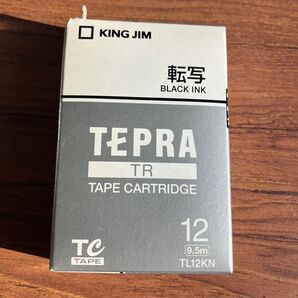 KING JIM
転写
BLACK INK
TEPRA
TR
TAPE CARTRIDGE
12
9.5m
TL12KN
TC
TAPE